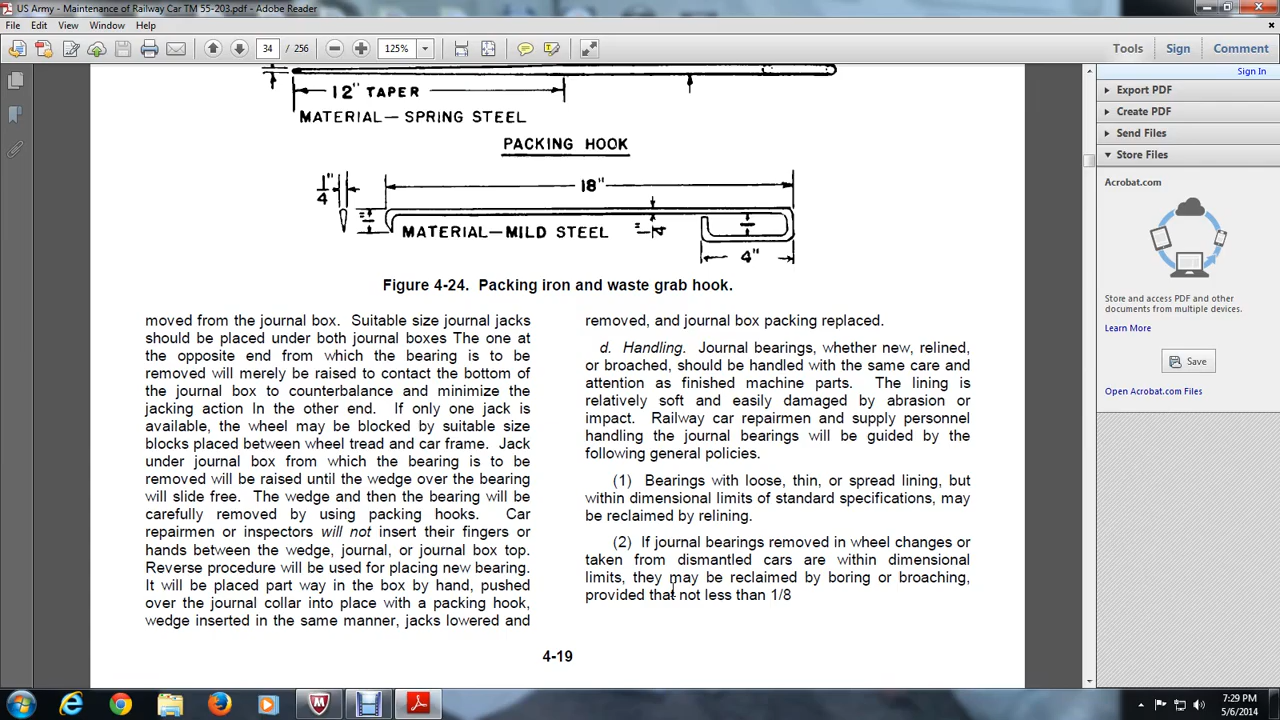 US Army - Maintenance of Railway Car TM 55-203.pdf - Adobe Reader
File Edit View Window Help
34 / 256 125% Tools Sign Comment
Sign In
Export PDF
Create PDF
Send Files
Store Files
Acrobat.com
Store and access PDF and other
documents from multiple devices.
Learn More
Save
Open Acrobat.com Files
12" TAPER
MATERIAL—SPRING STEEL
PACKING HOOK
1/4" 18"
1" MATERIAL—MILD STEEL 1/4" 1"
4"
Figure 4-24. Packing iron and waste grab hook.
moved from the journal box. Suitable size journal jacks
should be placed under both journal boxes The one at
the opposite end from which the bearing is to be
removed will merely be raised to contact the bottom of
the journal box to counterbalance and minimize the
jacking action In the other end. If only one jack is
available, the wheel may be blocked by suitable size
blocks placed between wheel tread and car frame. Jack
under journal box from which the bearing is to be
removed will be raised until the wedge over the bearing
will slide free. The wedge and then the bearing will be
carefully removed by using packing hooks. Car
repairmen or inspectors will not insert their fingers or
hands between the wedge, journal, or journal box top.
Reverse procedure will be used for placing new bearing.
It will be placed part way in the box by hand, pushed
over the journal collar into place with a packing hook,
wedge inserted in the same manner, jacks lowered and
removed, and journal box packing replaced.
d. Handling. Journal bearings, whether new, relined,
or broached, should be handled with the same care and
attention as finished machine parts. The lining is
relatively soft and easily damaged by abrasion or
impact. Railway car repairmen and supply personnel
handling the journal bearings will be guided by the
following general policies.
(1) Bearings with loose, thin, or spread lining, but
within dimensional limits of standard specifications, may
be reclaimed by relining.
(2) If journal bearings removed in wheel changes or
taken from dismantled cars are within dimensional
limits, they may be reclaimed by boring or broaching,
provided that not less than 1/8
4-19
7:29 PM
5/6/2014